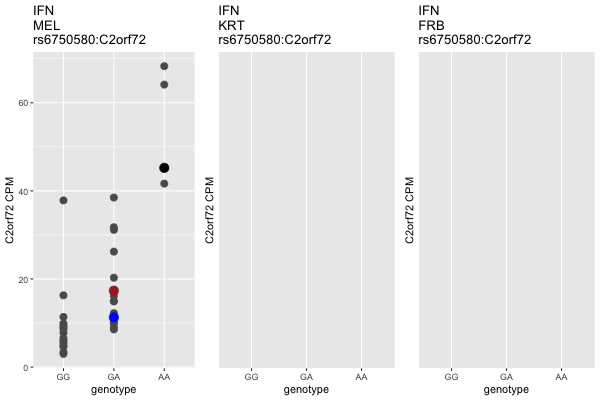 IFN
MEL
rs6750580:C2orf72
C2orf72 CPM
60
40
20
0
GG GA AA
genotype
IFN
KRT
rs6750580:C2orf72
C2orf72 CPM
GG GA AA
genotype
IFN
FRB
rs6750580:C2orf72
C2orf72 CPM
GG GA AA
genotype